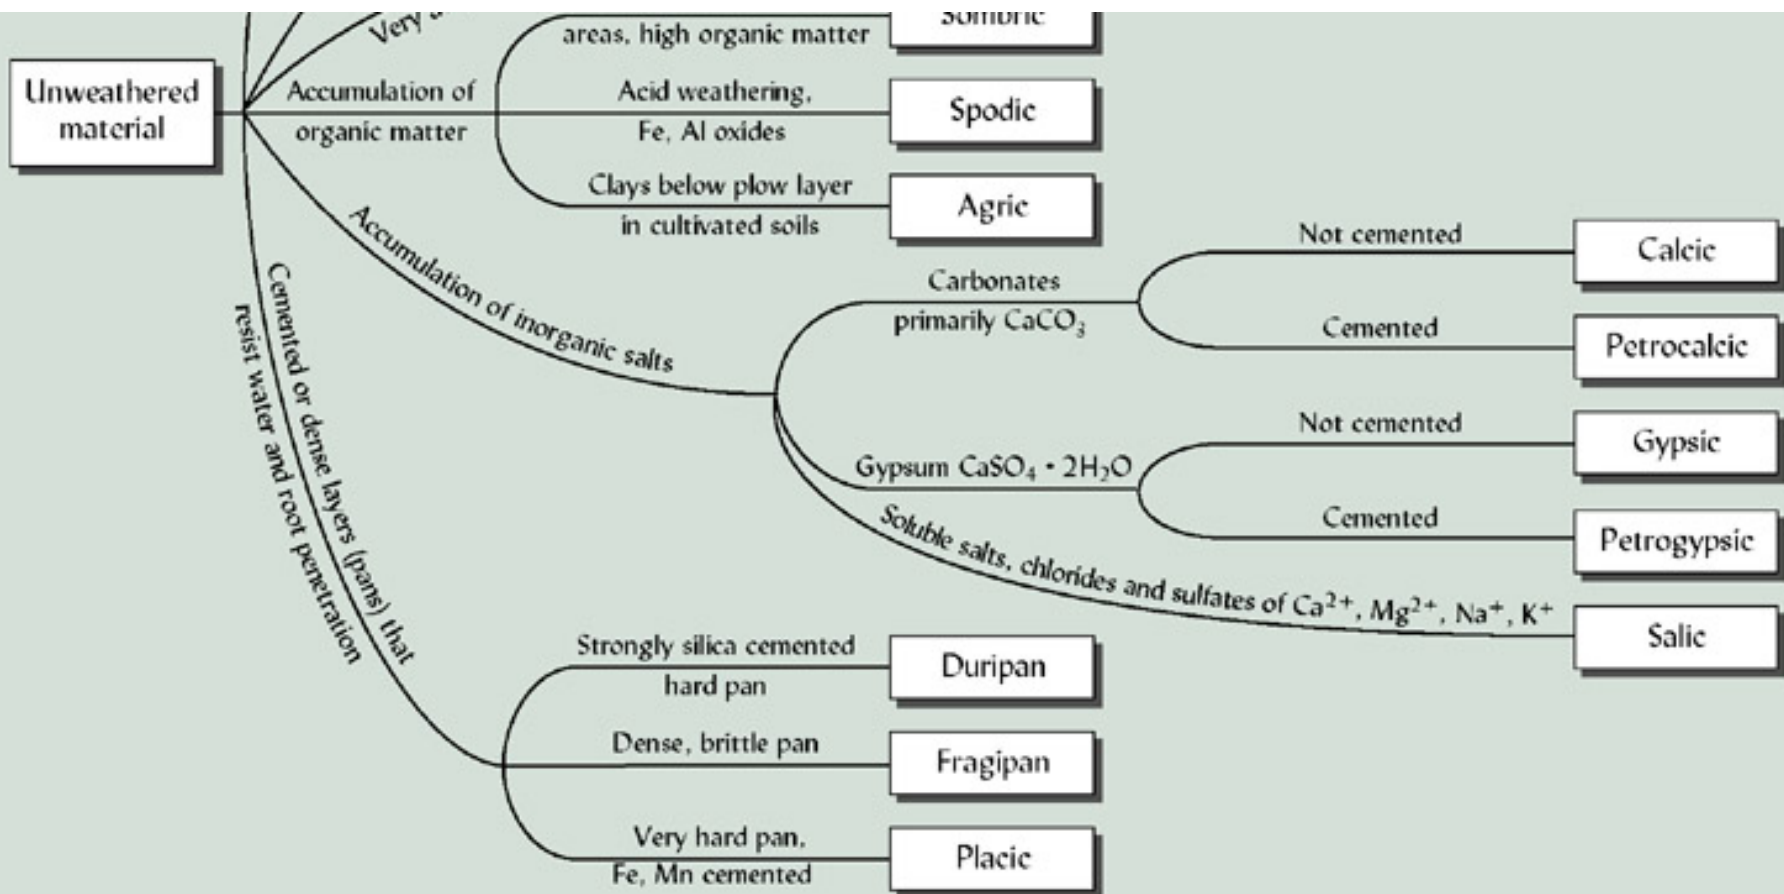 Very
Sombric
areas, high organic matter
Unweathered
material
Accumulation of
organic matter
Acid weathering,
Fe, Al oxides
Spodic
Clays below plow layer
in cultivated soils
Agric
Accumulation of inorganic salts
Carbonates
primarily CaCO₃
Not cemented
Calcic
Cemented
Petrocalcic
Gypsum CaSO₄ • 2H₂O
Not cemented
Gypsic
Cemented
Petrogypsic
Soluble salts, chlorides and sulfates of Ca²⁺, Mg²⁺, Na⁺, K⁺
Salic
Cemented or dense layers (pans) that
resist water and root penetration
Strongly silica cemented
hard pan
Duripan
Dense, brittle pan
Fragipan
Very hard pan,
Fe, Mn cemented
Placic